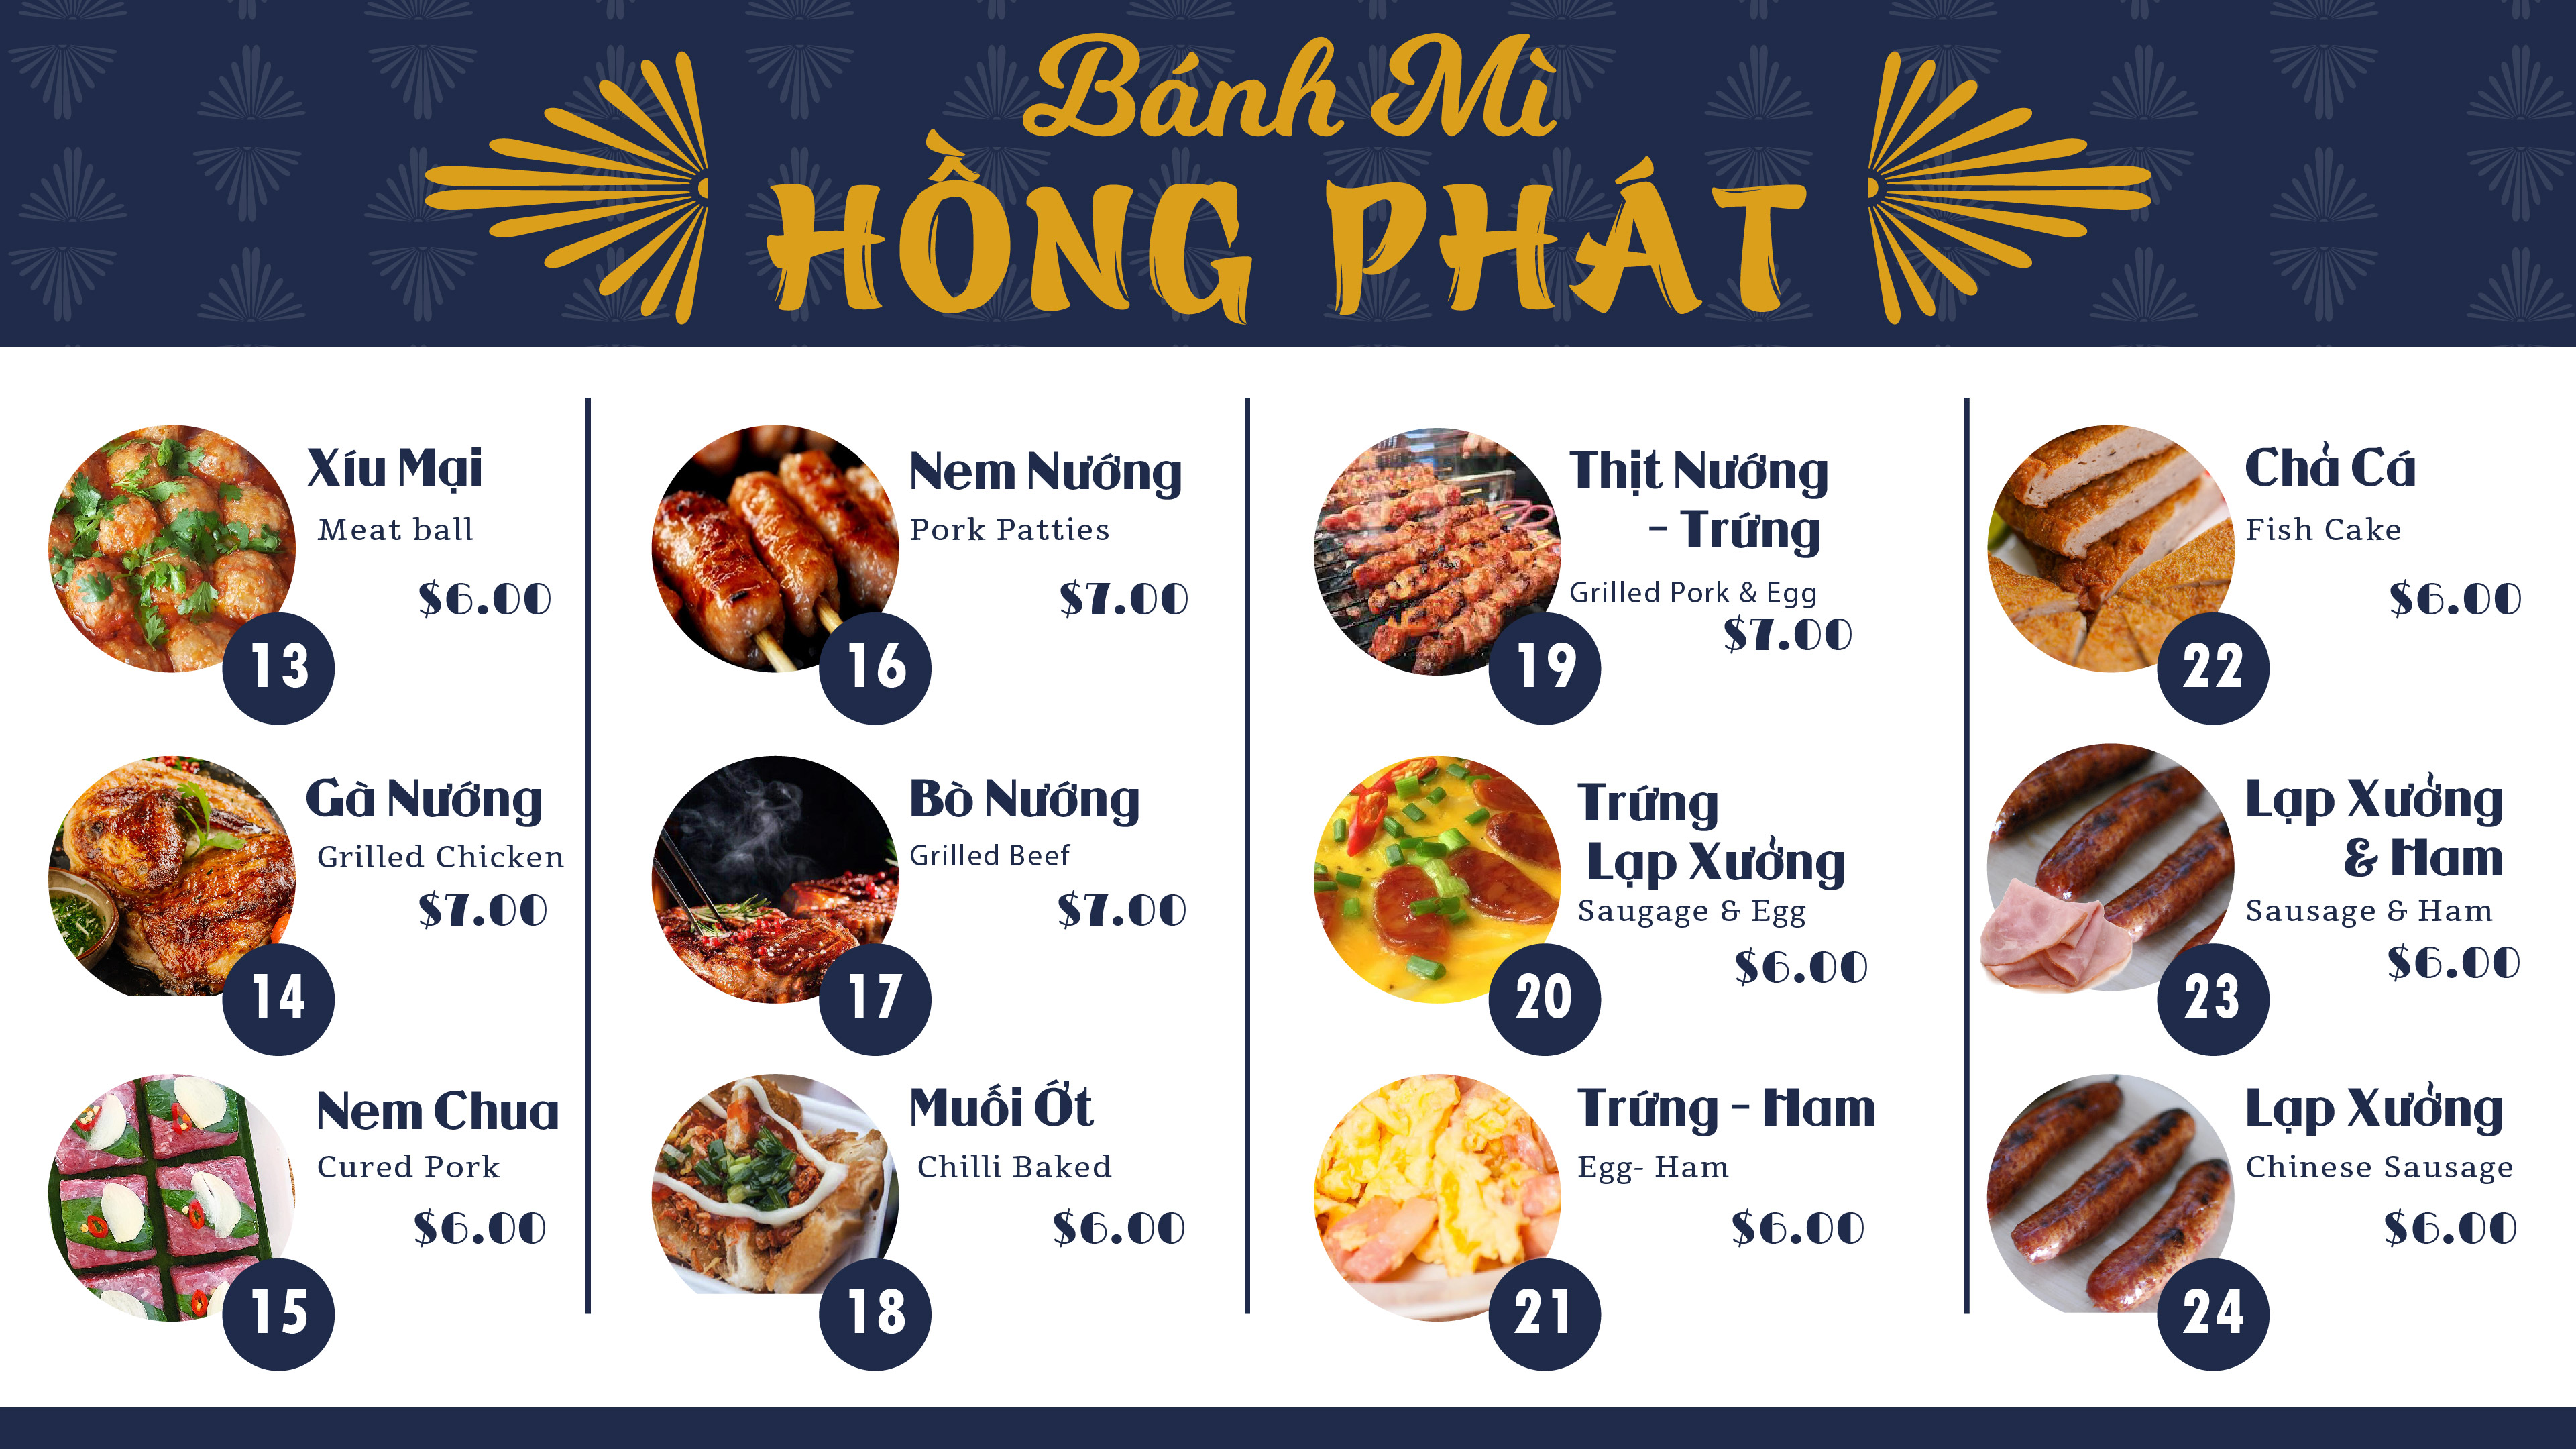 Bánh Mì
HỒNG PHÁT
Xíu Mại
Meat ball
$6.00
13
Gà Nướng
Grilled Chicken
$7.00
14
Nem Chua
Cured Pork
$6.00
15
Nem Nướng
Pork Patties
$7.00
16
Bò Nướng
Grilled Beef
$7.00
17
Muối Ớt
Chilli Baked
$6.00
18
Thịt Nướng
- Trứng
Grilled Pork & Egg
$7.00
19
Trứng
Lạp Xưởng
Saugage & Egg
$6.00
20
Trứng - Ham
Egg- Ham
$6.00
21
Chả Cá
Fish Cake
$6.00
22
Lạp Xưởng
& Ham
Sausage & Ham
$6.00
23
Lạp Xưởng
Chinese Sausage
$6.00
24